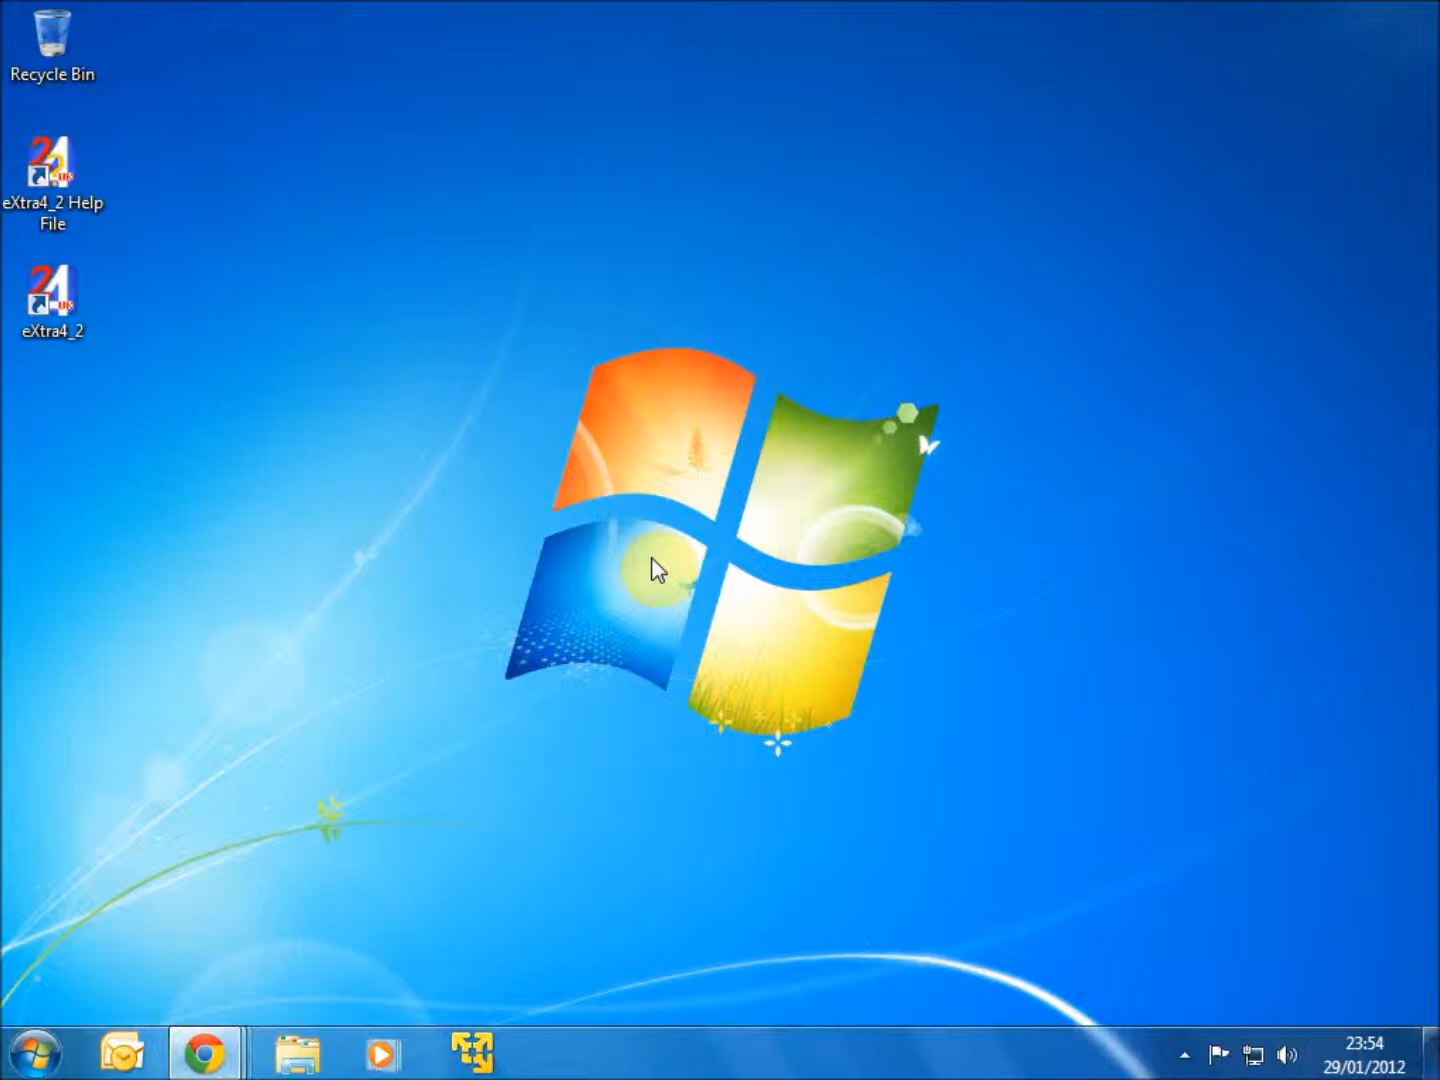 Recycle Bin
eXtra4_2 Help
File
eXtra4_2
23:54
29/01/2012